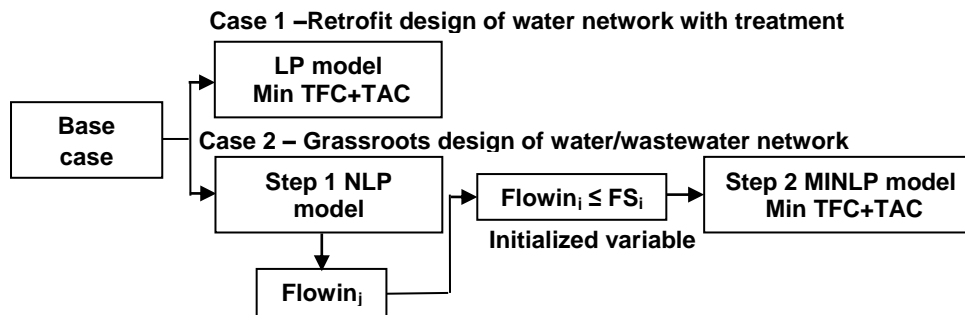 Case 1 –Retrofit design of water network with treatment
LP model
Min TFC+TAC
Base
case
Case 2 – Grassroots design of water/wastewater network
Step 1 NLP
model
Flowinᵢ ≤ FSᵢ
Step 2 MINLP model
Min TFC+TAC
Initialized variable
Flowinⱼ